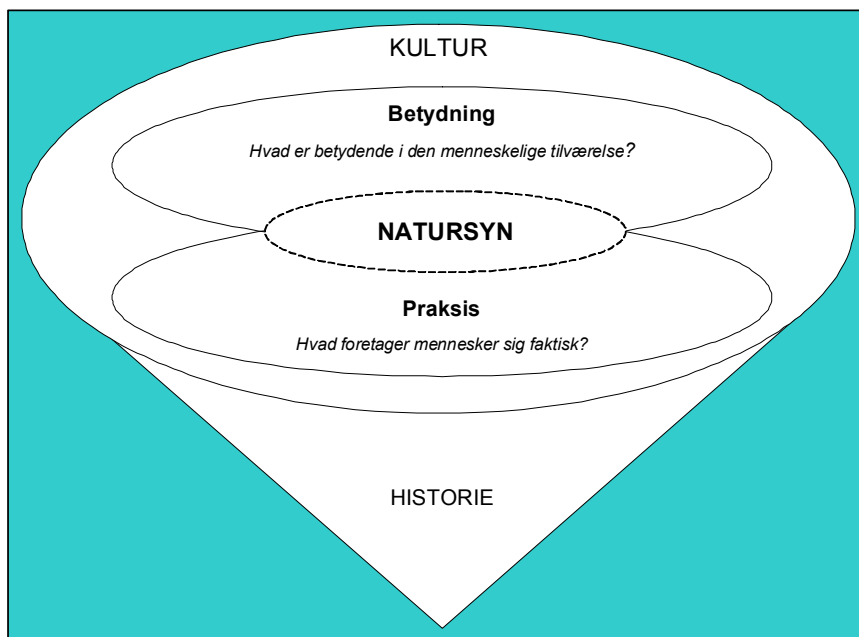 KULTUR
Betydning
Hvad er betydende i den menneskelige tilværelse?
NATURSYN
Praksis
Hvad foretager mennesker sig faktisk?
HISTORIE